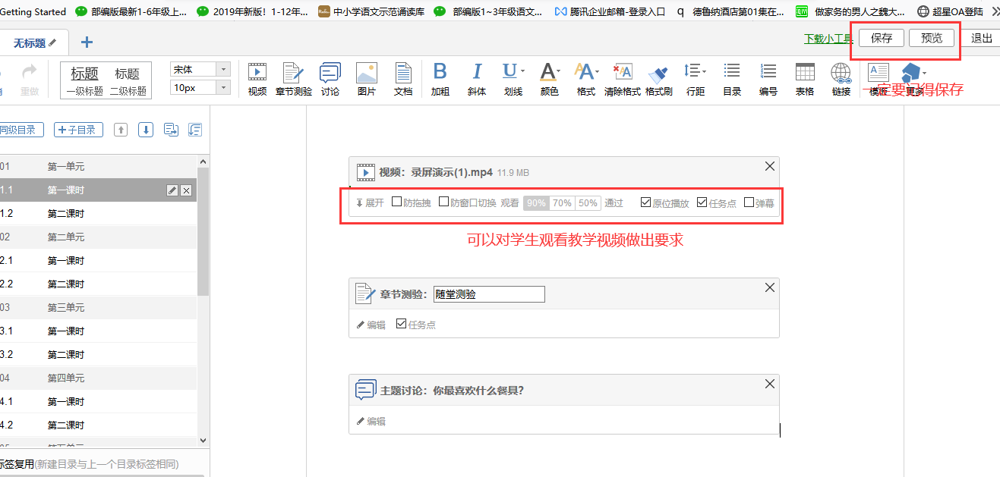 Getting Started 部编版最新1-6年级上... 2019年新版！1-12年... 中小学语文示范诵读库 部编版1~3年级语文... 腾讯企业邮箱-登录入口 q 德鲁纳酒店第01集在... 做家务的男人之魏大... 超星OA登陆
无标题 下载小工具 保存 预览 退出
标题 标题 宋体
一级标题 二级标题 10px
重做 视频 章节测验 讨论 图片 文档 加粗 斜体 划线 颜色 格式 清除格式 格式刷 行距 目录 编号 表格 链接 模板 更多
一定要记得保存
同级目录 子目录
01 第一单元
1.1 第一课时
1.2 第二课时
02 第二单元
2.1 第一课时
2.2 第二课时
03 第三单元
3.1 第一课时
3.2 第二课时
04 第四单元
4.1 第一课时
4.2 第二课时
标签复用(新建目录与上一个目录标签相同)
视频：录屏演示(1).mp4 11.9 MB
展开 防拖拽 防窗口切换 观看 90% 70% 50% 通过 原位播放 任务点 弹幕
可以对学生观看教学视频做出要求
章节测验： 随堂测验
编辑 任务点
主题讨论：你最喜欢什么餐具？
编辑